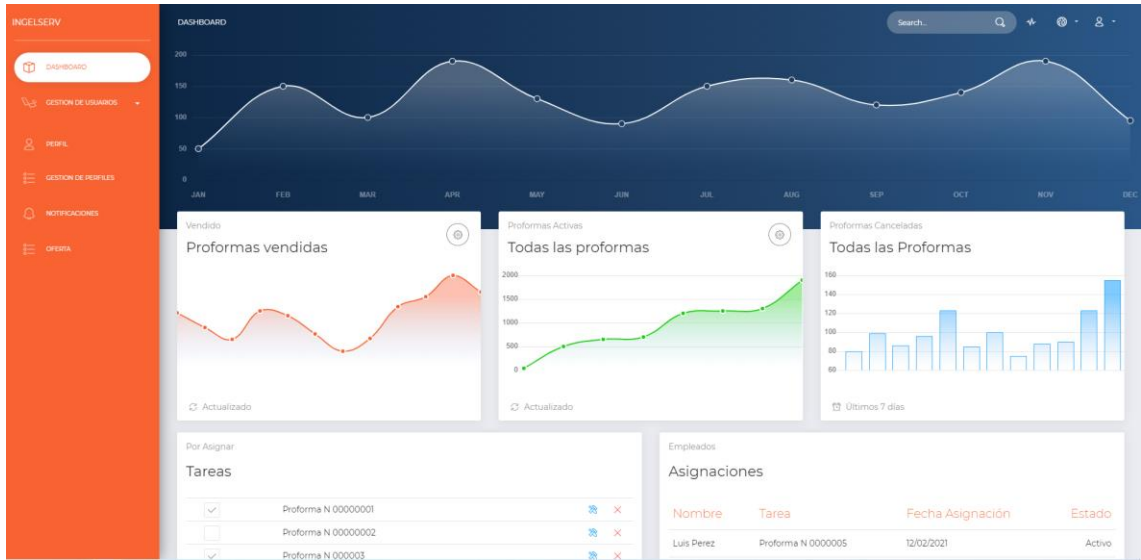 INGELSERV
DASHBOARD
GESTION DE USUARIOS
PERFIL
GESTION DE PERFILES
NOTIFICACIONES
OFERTA
DASHBOARD
Search...
200
150
100
50
0
JAN FEB MAR APR MAY JUN JUL AUG SEP OCT NOV DEC
Vendido
Proformas vendidas
Actualizado
Proformas Activas
Todas las proformas
2000
1500
1000
500
0
Actualizado
Proformas Canceladas
Todas las Proformas
160
140
120
100
80
60
Últimos 7 días
Por Asignar
Tareas
Proforma N 00000001
Proforma N 00000002
Proforma N 000003
Empleados
Asignaciones
Nombre Tarea Fecha Asignación Estado
Luis Perez Proforma N 0000005 12/02/2021 Activo